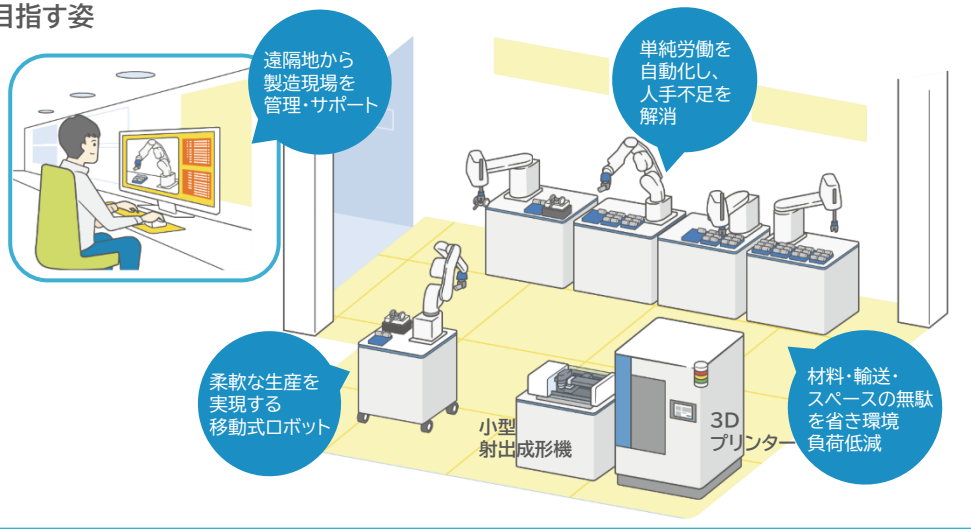 目指す姿
遠隔地から
製造現場を
管理・サポート
単純労働を
自動化し、
人手不足を
解消
柔軟な生産を
実現する
移動式ロボット
小型
射出成形機
3D
プリンター
材料・輸送・
スペースの無駄
を省き環境
負荷低減